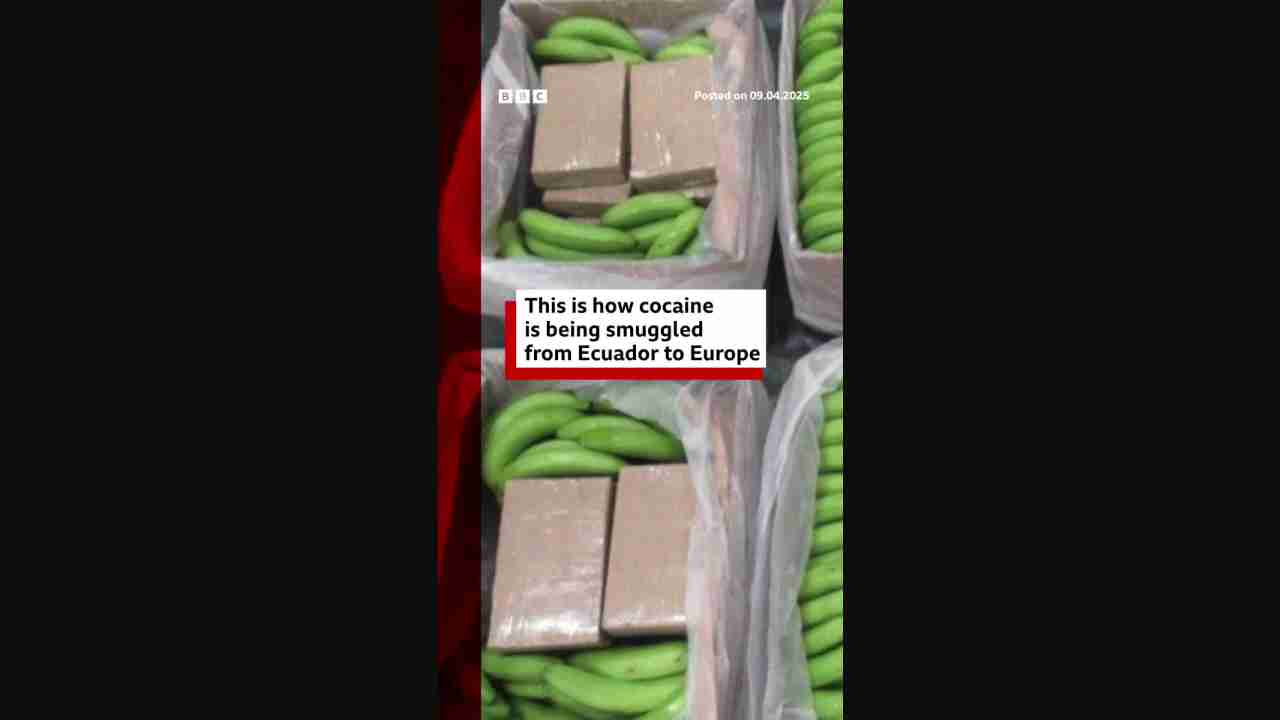 BBC
Posted on 09.04.2025
This is how cocaine
is being smuggled
from Ecuador to Europe